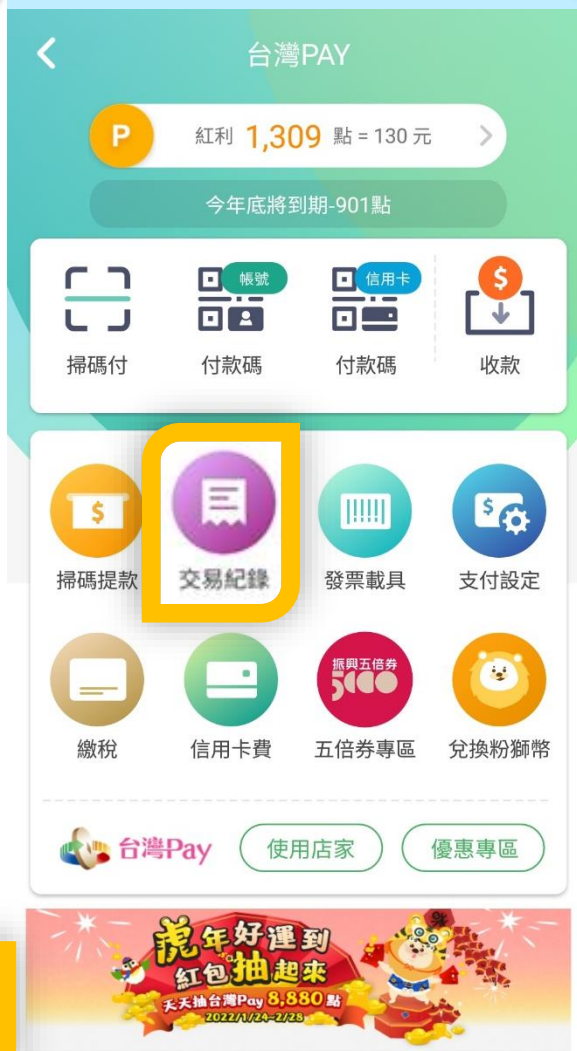 台灣PAY
P 紅利 1,309 點 = 130 元
今年底將到期-901點
帳號 信用卡 $
掃碼付 付款碼 付款碼 收款
$ $
掃碼提款 交易紀錄 發票載具 支付設定
振興五倍券
5000
繳稅 信用卡費 五倍券專區 兌換粉獅幣
台灣Pay 使用店家 優惠專區
虎年好運到
紅包抽起來
天天抽台灣Pay 8,880 點
2022/1/24-2/28